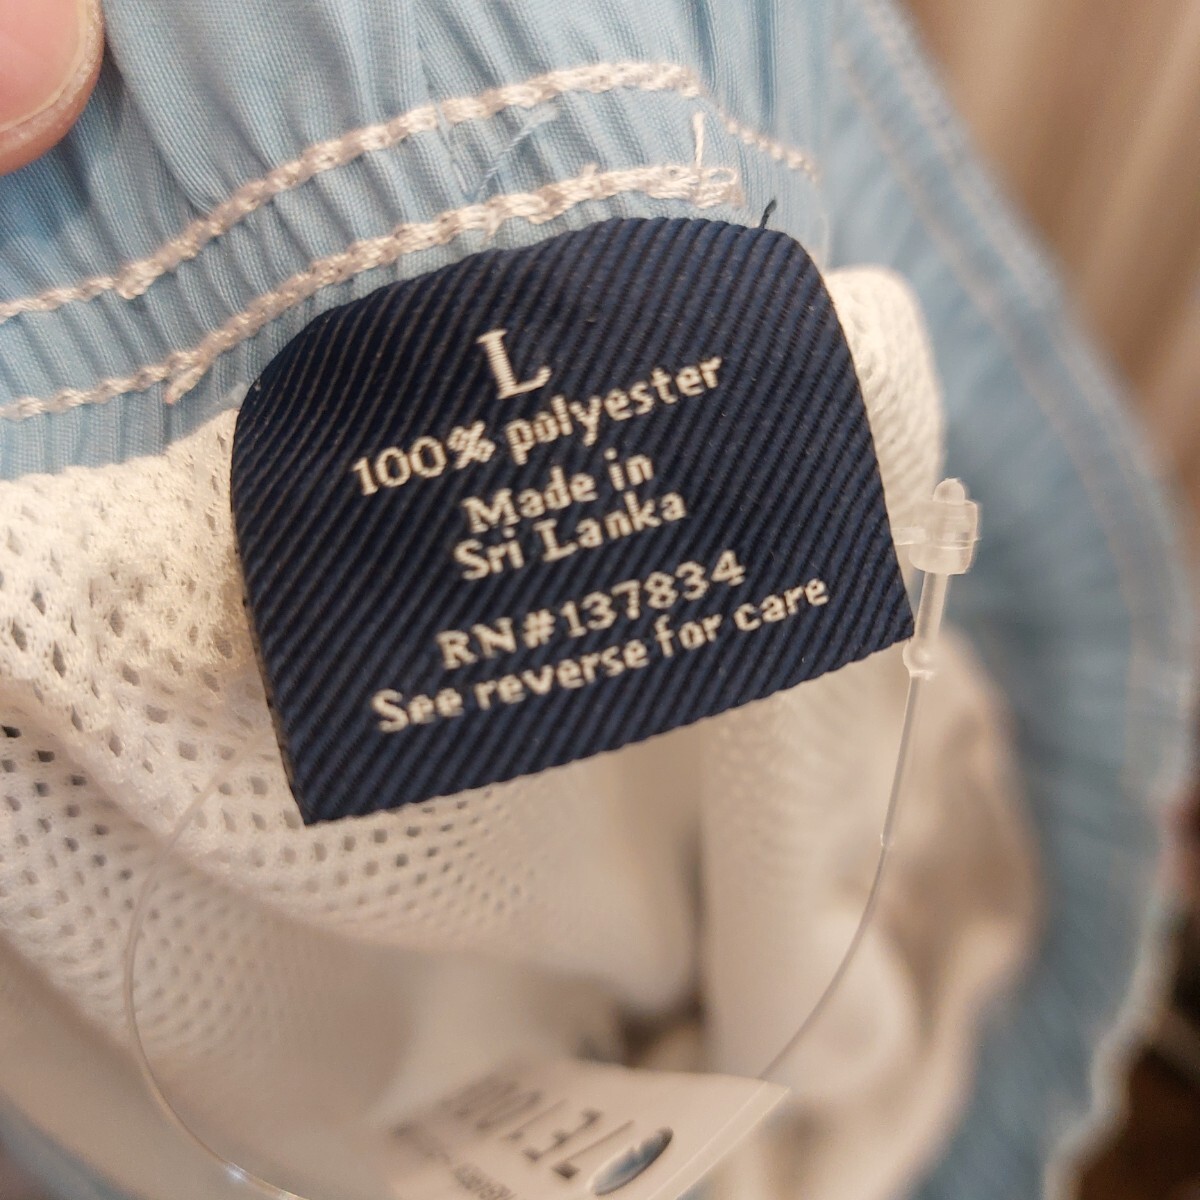 L
100% polyester
Made in
Sri Lanka
RN#137834
See reverse for care